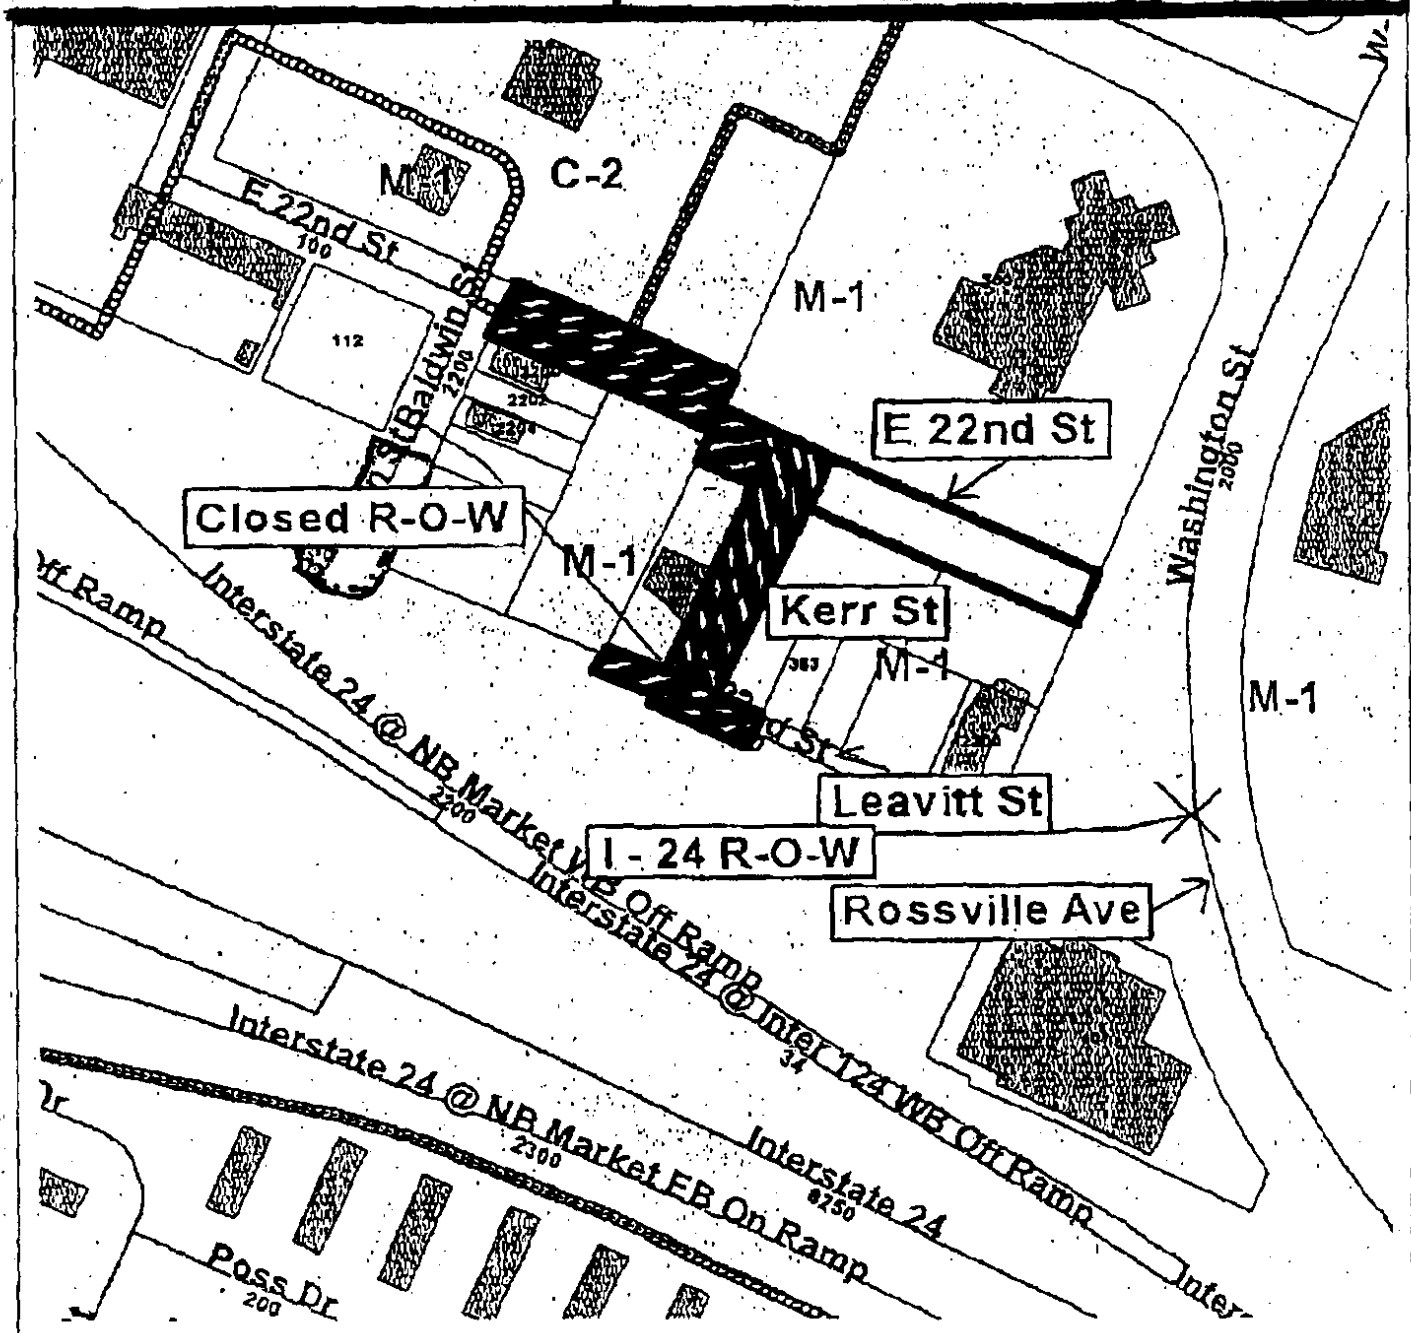 M-1
C-2
E 22nd St
100
M-1
112
Baldwin St
2200
2202
2204
E 22nd St
Washington St
2000
Closed R-O-W
M-1
Off Ramp
Kerr St
363
M-1
M-1
Interstate 24 @ NB Market WB Off Ramp
2200
d St
Leavitt St
I - 24 R-O-W
Rossville Ave
Interstate 24 @ Inter 124 WB Off Ramp
34
Interstate 24 @ NB Market EB On Ramp
2300
Interstate 24
Poss Dr
200